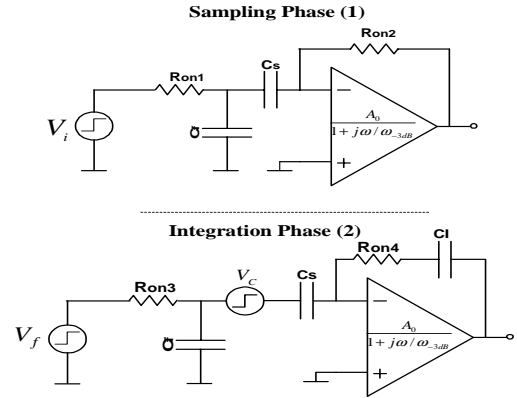 Sampling Phase (1)
Ron2
Cs
Ron1
V_i
−
A_0
1 + jω/ω_−3dB
+
Integration Phase (2)
CI
Ron4
V_C
Cs
Ron3
V_f
−
A_0
1 + jω/ω_−3dB
+